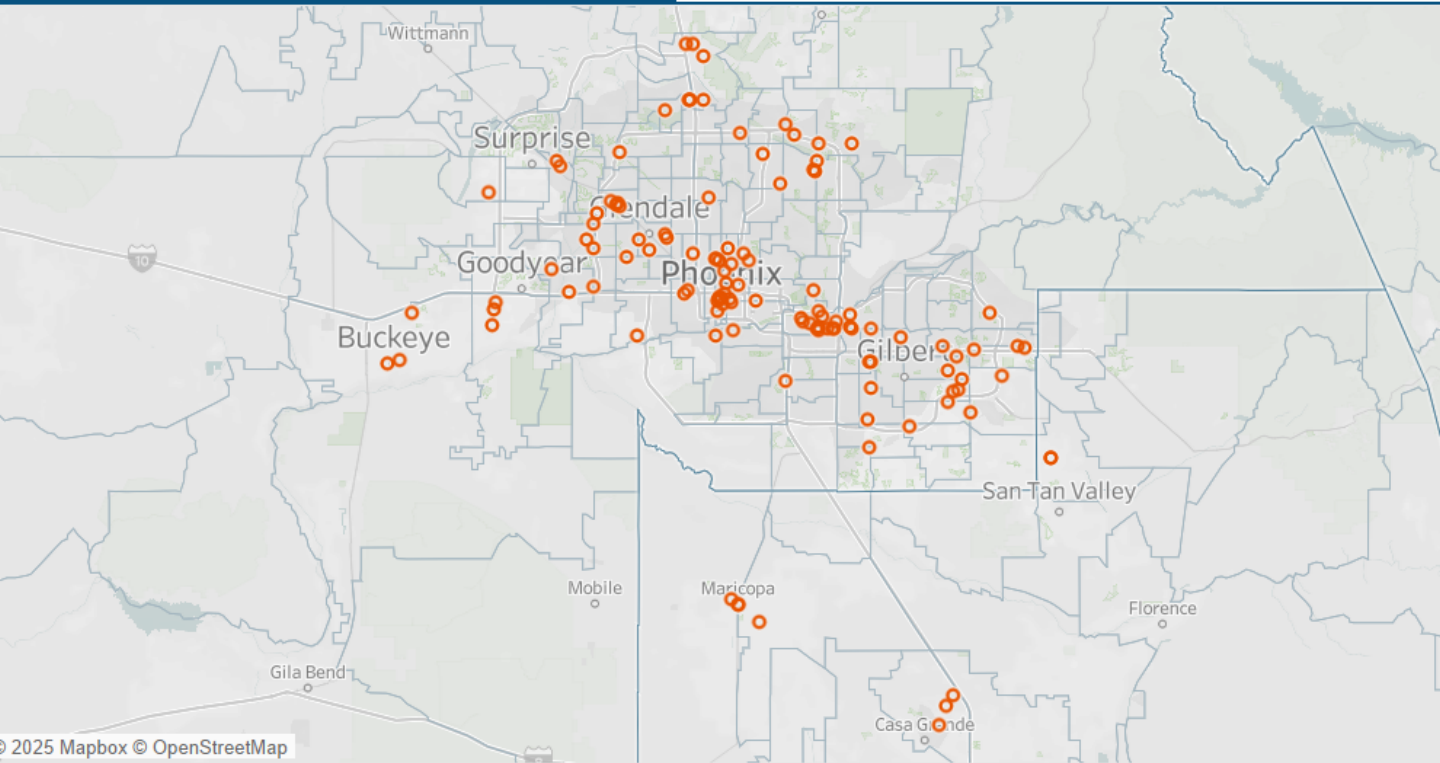 Wittmann
Surprise
Glendale
10
Goodyear
Phoenix
Buckeye
Gilbert
San Tan Valley
Mobile
Maricopa
Florence
Gila Bend
Casa Grande
© 2025 Mapbox © OpenStreetMap